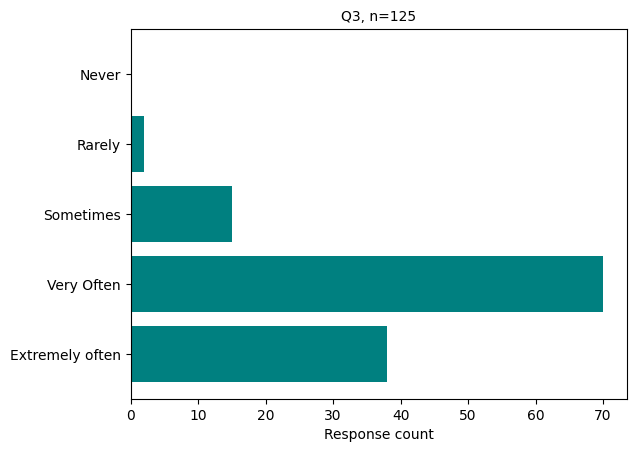 Q3, n=125
Never
Rarely
Sometimes
Very Often
Extremely often
0 10 20 30 40 50 60 70
Response count